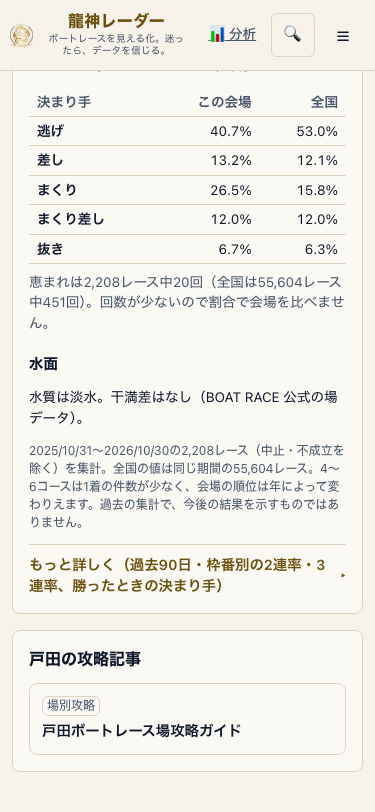 龍神レーダー
ボートレースを見える化。迷っ
たら、データを信じる。
📊 分析
🔍
☰
決まり手 この会場 全国
逃げ 40.7% 53.0%
差し 13.2% 12.1%
まくり 26.5% 15.8%
まくり差し 12.0% 12.0%
抜き 6.7% 6.3%
恵まれは2,208レース中20回（全国は55,604レース
中451回）。回数が少ないので割合で会場を比べませ
ん。
水面
水質は淡水。干満差はなし（BOAT RACE 公式の場
データ）。
2025/10/31〜2026/10/30の2,208レース（中止・不成立を
除く）を集計。全国の値は同じ期間の55,604レース。4〜
6コースは1着の件数が少なく、会場の順位は年によって変
わりえます。過去の集計で、今後の結果を示すものではあ
りません。
もっと詳しく（過去90日・枠番別の2連率・3
連率、勝ったときの決まり手）
戸田の攻略記事
場別攻略
戸田ボートレース場攻略ガイド